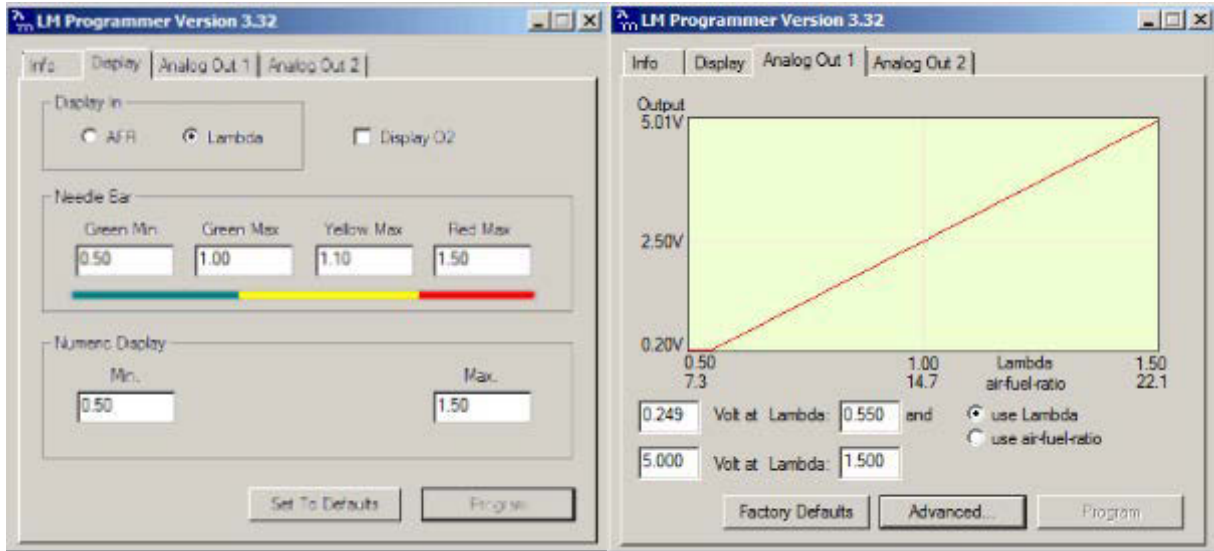 LM Programmer Version 3.32
Info Display Analog Out 1 Analog Out 2
Display In
AFR Lambda Display O2
Needle Bar
Green Min Green Max Yellow Max Red Max
0.50 1.00 1.10 1.50
Numeric Display
Min. Max.
0.50 1.50
Set To Defaults Program
LM Programmer Version 3.32
Info Display Analog Out 1 Analog Out 2
Output
5.01V
2.50V
0.20V
0.50 1.00 Lambda 1.50
7.3 14.7 air-fuel-ratio 22.1
0.249 Volt at Lambda: 0.550 and use Lambda
use air-fuel-ratio
5.000 Volt at Lambda: 1.500
Factory Defaults Advanced... Program